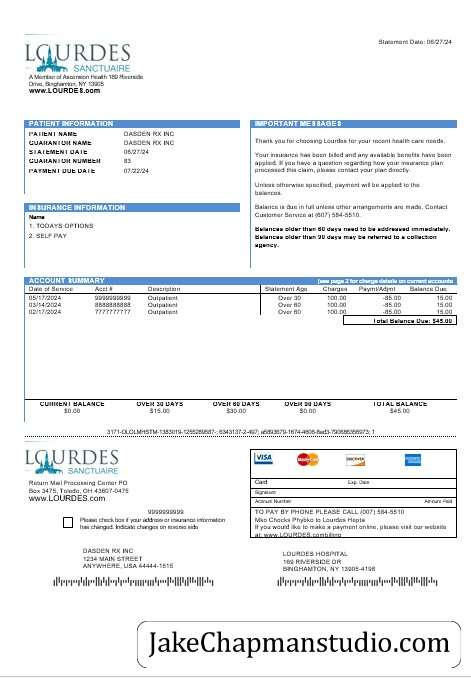 Statement Date: 06/27/24
LOURDES
SANCTUAIRE
A Member of Ascension Health 169 Riverside
Drive, Binghamton, NY 13905
www.LOURDES.com
PATIENT INFORMATION
PATIENT NAME DASDEN RX INC
GUARANTOR NAME DASDEN RX INC
STATEMENT DATE 06/27/24
GUARANTOR NUMBER 83
PAYMENT DUE DATE 07/22/24
IMPORTANT MESSAGES
Thank you for choosing Lourdes for your recent health care needs.
Your insurance has been billed and any available benefits have been
applied. If you have a question regarding how your insurance plan
processed this claim, please contact your plan directly.
Unless otherwise specified, payment will be applied to the
balances.
Balance is due in full unless other arrangements are made. Contact
Customer Service at (607) 584-5510.
Balances older than 60 days need to be addressed immediately.
Balances older than 90 days may be referred to a collection
agency.
INSURANCE INFORMATION
Name
1. TODAYS OPTIONS
2. SELF PAY
ACCOUNT SUMMARY (see page 2 for charge details on current accounts
Date of Service Acct # Description Statement Age Charges Paymt/Adjmt Balance Due
05/17/2024 9999999999 Outpatient Over 30 100.00 -85.00 15.00
03/14/2024 8888888888 Outpatient Over 60 100.00 -85.00 15.00
02/17/2024 7777777777 Outpatient Over 60 100.00 -85.00 15.00
Total Balance Due: $45.00
CURRENT BALANCE OVER 30 DAYS OVER 60 DAYS OVER 90 DAYS TOTAL BALANCE
$0.00 $15.00 $30.00 $0.00 $45.00
LOURDES
SANCTUAIRE
Return Mail Processing Center PO
Box 3475, Toledo, OH 43607-0475
www.LOURDES.com
9999999999
Please check box if your address or insurance information
has changed. Indicate changes on reverse side
VISA MasterCard DISCOVER
Card Exp. Date
Signature
Account Number Amount Paid
TO PAY BY PHONE PLEASE CALL (607) 584-5510
Mko Chocks Phybko to Lourdes Hapte
If you would like to make a payment online, please visit our website
at www.LOURDES.combilling
DASDEN RX INC
1234 MAIN STREET
ANYWHERE, USA 44444-1515
LOURDES HOSPITAL
169 RIVERSIDE DR
BINGHAMTON, NY 13905-4198
JakeChapmanstudio.com